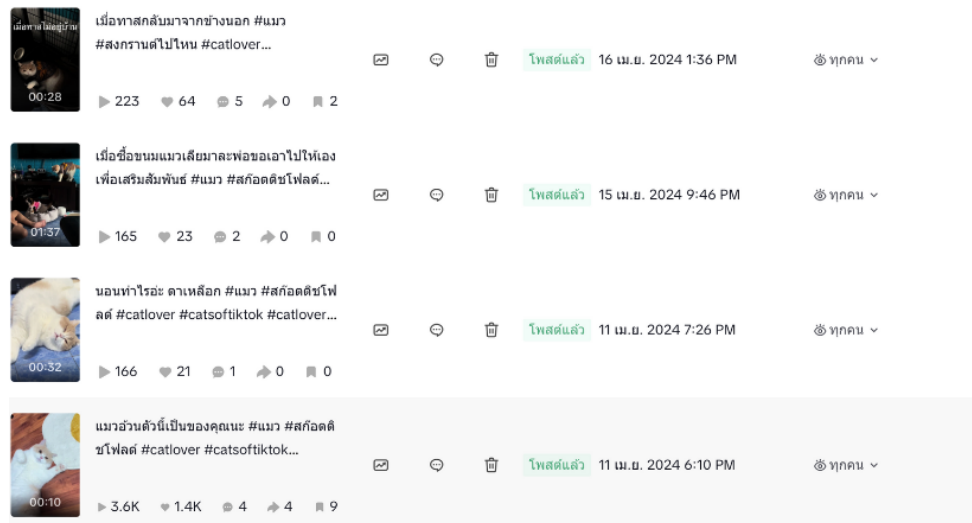 เมื่อทาสไม่อยู่บ้าน
00:28
เมื่อทาสกลับมาจากข้างนอก #แมว
#สงกรานต์ไปไหน #catlover...
223 64 5 0 2
โพสต์แล้ว 16 เม.ย. 2024 1:36 PM ทุกคน
01:37
เมื่อซื้อขนมแมวเลียมาละพ่อขอเอาไปให้เอง
เพื่อเสริมสัมพันธ์ #แมว #สก๊อตติชโฟลด์...
165 23 2 0 0
โพสต์แล้ว 15 เม.ย. 2024 9:46 PM ทุกคน
00:32
นอนท่าไรอ่ะ ตาเหลือก #แมว #สก๊อตติชโฟ
ลด์ #catlover #catsoftiktok #catlover...
166 21 1 0 0
โพสต์แล้ว 11 เม.ย. 2024 7:26 PM ทุกคน
00:10
แมวอ้วนตัวนี้เป็นของคุณนะ #แมว #สก๊อตติ
ชโฟลด์ #catlover #catsoftiktok...
3.6K 1.4K 4 4 9
โพสต์แล้ว 11 เม.ย. 2024 6:10 PM ทุกคน